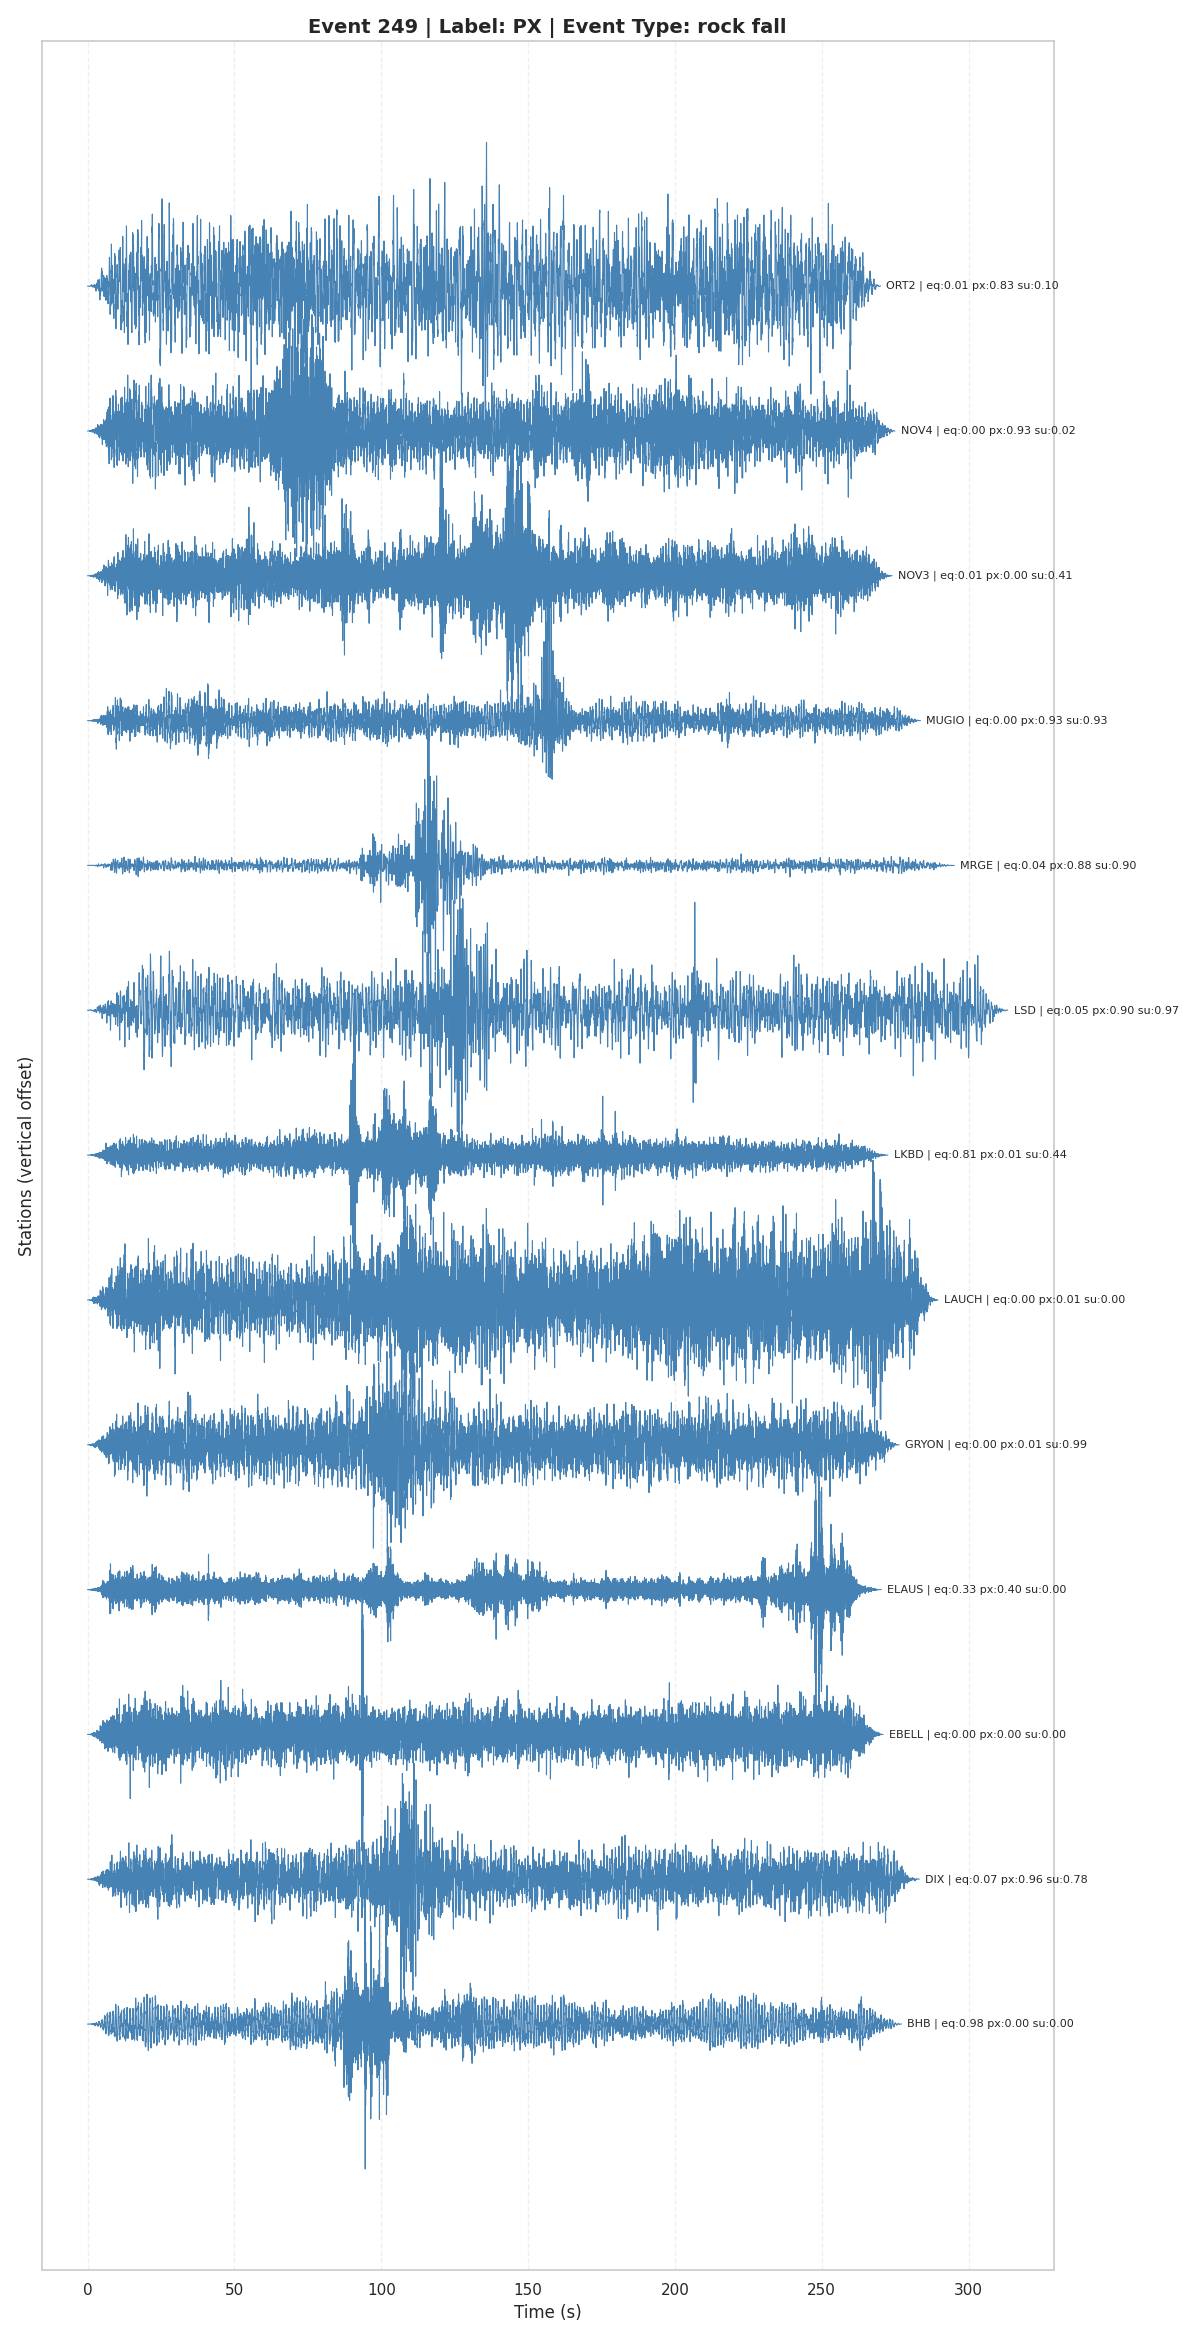 Event 249 | Label: PX | Event Type: rock fall
ORT2 | eq:0.01 px:0.83 su:0.10
NOV4 | eq:0.00 px:0.93 su:0.02
NOV3 | eq:0.01 px:0.00 su:0.41
MUGIO | eq:0.00 px:0.93 su:0.93
MRGE | eq:0.04 px:0.88 su:0.90
LSD | eq:0.05 px:0.90 su:0.97
LKBD | eq:0.81 px:0.01 su:0.44
LAUCH | eq:0.00 px:0.01 su:0.00
GRYON | eq:0.00 px:0.01 su:0.99
ELAUS | eq:0.33 px:0.40 su:0.00
EBELL | eq:0.00 px:0.00 su:0.00
DIX | eq:0.07 px:0.96 su:0.78
BHB | eq:0.98 px:0.00 su:0.00
Stations (vertical offset)
0 50 100 150 200 250 300
Time (s)